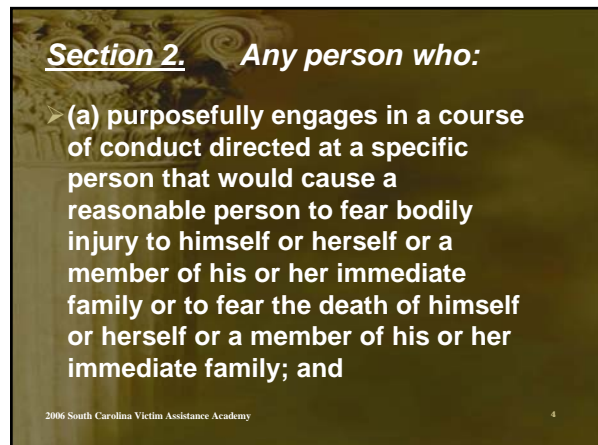 Section 2. Any person who:
(a) purposefully engages in a course
of conduct directed at a specific
person that would cause a
reasonable person to fear bodily
injury to himself or herself or a
member of his or her immediate
family or to fear the death of himself
or herself or a member of his or her
immediate family; and
2006 South Carolina Victim Assistance Academy 4